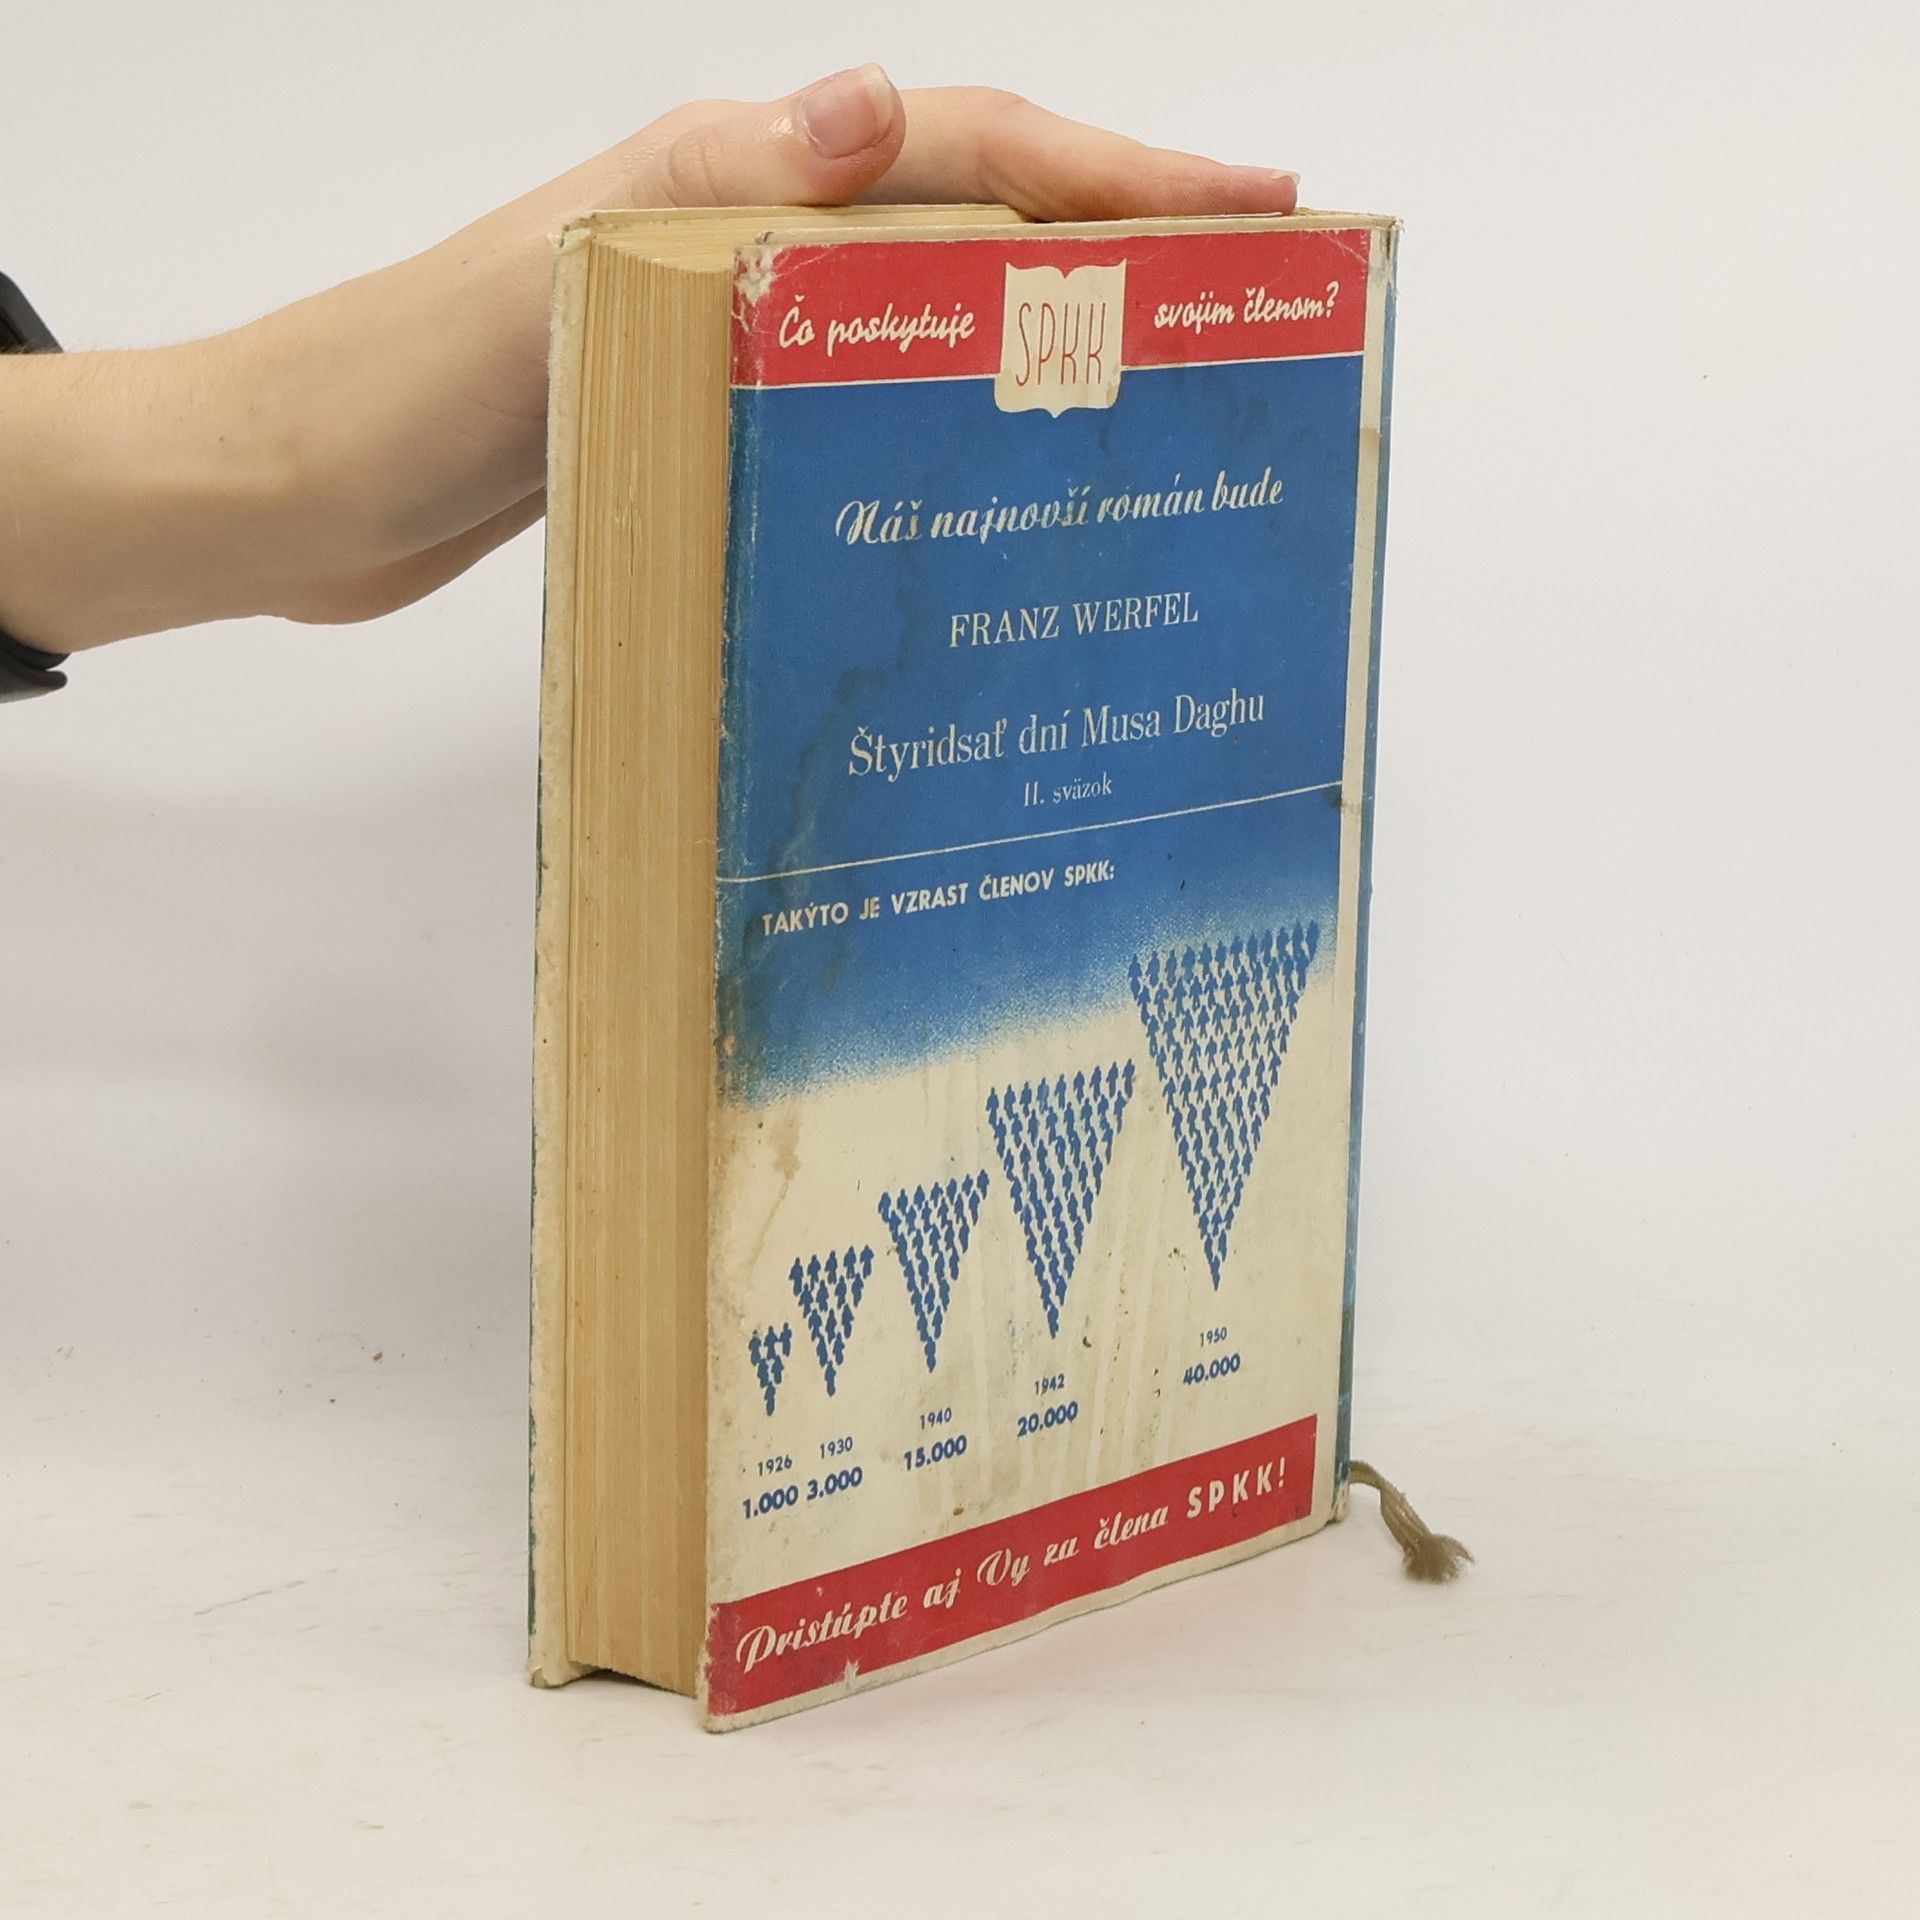 Čo poskytuje SPKK svojim členom?
Náš najnovší román bude
FRANZ WERFEL
Štyridsať dní Musa Daghu
II. sväzok
TAKÝTO JE VZRAST ČLENOV SPKK:
1926 1930 1940 1942 1950
1.000 3.000 15.000 20.000 40.000
Pristúpte aj Vy za člena SPKK!